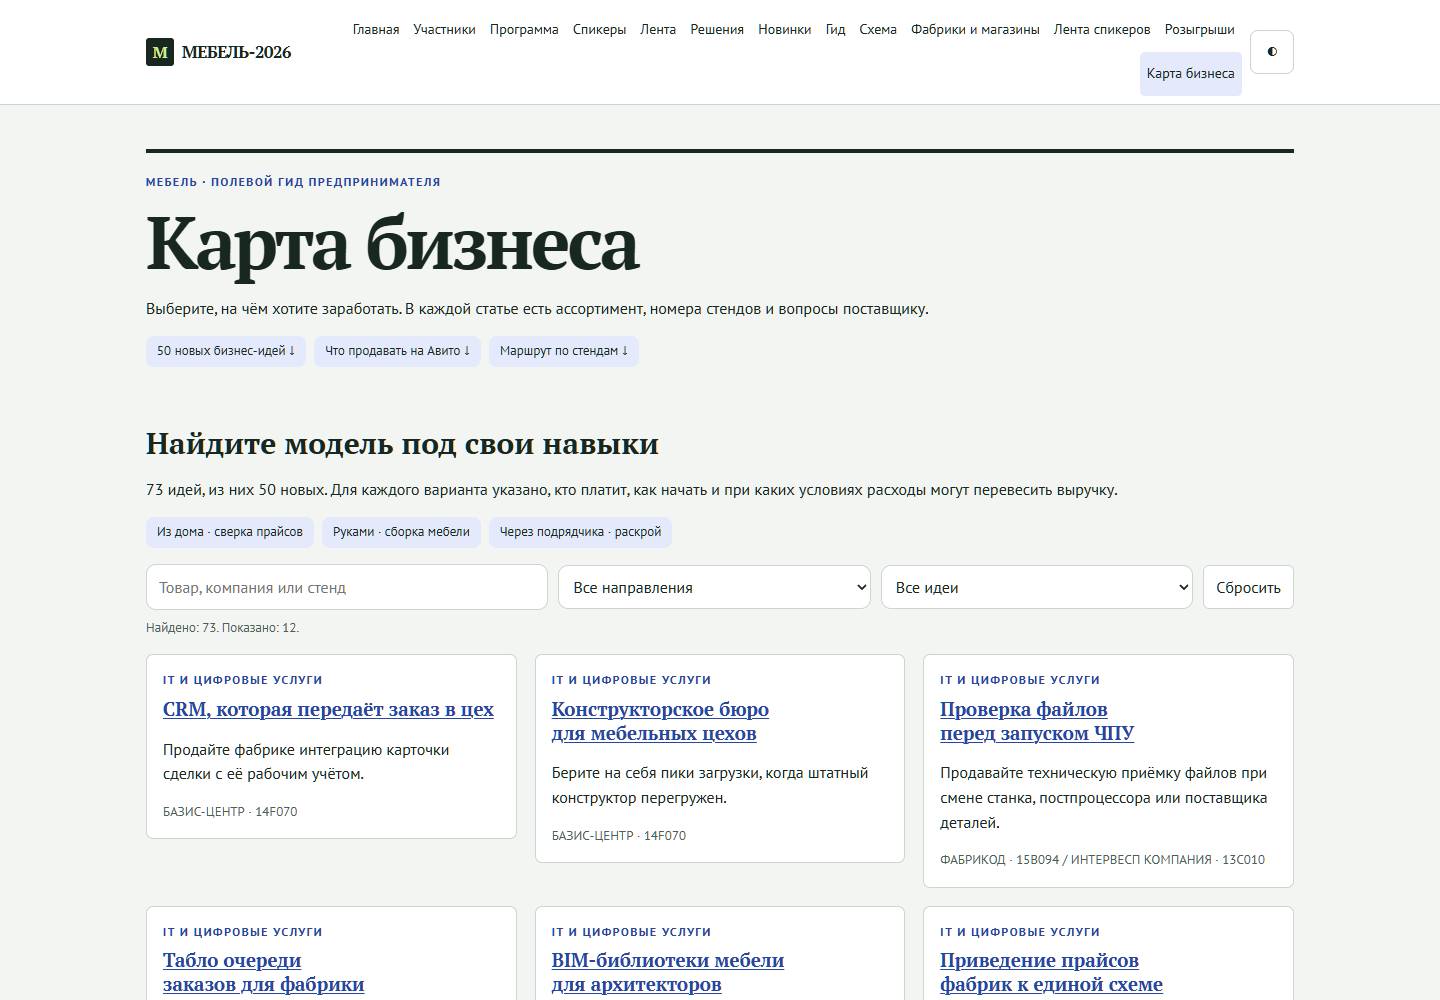 M МЕБЕЛЬ-2026
Главная Участники Программа Спикеры Лента Решения Новинки Гид Схема Фабрики и магазины Лента спикеров Розыгрыши
Карта бизнеса
МЕБЕЛЬ · ПОЛЕВОЙ ГИД ПРЕДПРИНИМАТЕЛЯ
Карта бизнеса
Выберите, на чём хотите заработать. В каждой статье есть ассортимент, номера стендов и вопросы поставщику.
50 новых бизнес-идей ↓ Что продавать на Авито ↓ Маршрут по стендам ↓
Найдите модель под свои навыки
73 идей, из них 50 новых. Для каждого варианта указано, кто платит, как начать и при каких условиях расходы могут перевесить выручку.
Из дома · сверка прайсов Руками · сборка мебели Через подрядчика · раскрой
Товар, компания или стенд Все направления Все идеи Сбросить
Найдено: 73. Показано: 12.
IT И ЦИФРОВЫЕ УСЛУГИ
CRM, которая передаёт заказ в цех
Продайте фабрике интеграцию карточки
сделки с её рабочим учётом.
БАЗИС-ЦЕНТР · 14F070
IT И ЦИФРОВЫЕ УСЛУГИ
Конструкторское бюро
для мебельных цехов
Берите на себя пики загрузки, когда штатный
конструктор перегружен.
БАЗИС-ЦЕНТР · 14F070
IT И ЦИФРОВЫЕ УСЛУГИ
Проверка файлов
перед запуском ЧПУ
Продавайте техническую приёмку файлов при
смене станка, постпроцессора или поставщика
деталей.
ФАБРИКОД · 15B094 / ИНТЕРВЕСП КОМПАНИЯ · 13C010
IT И ЦИФРОВЫЕ УСЛУГИ
Табло очереди
заказов для фабрики
IT И ЦИФРОВЫЕ УСЛУГИ
BIM-библиотеки мебели
для архитекторов
IT И ЦИФРОВЫЕ УСЛУГИ
Приведение прайсов
фабрик к единой схеме